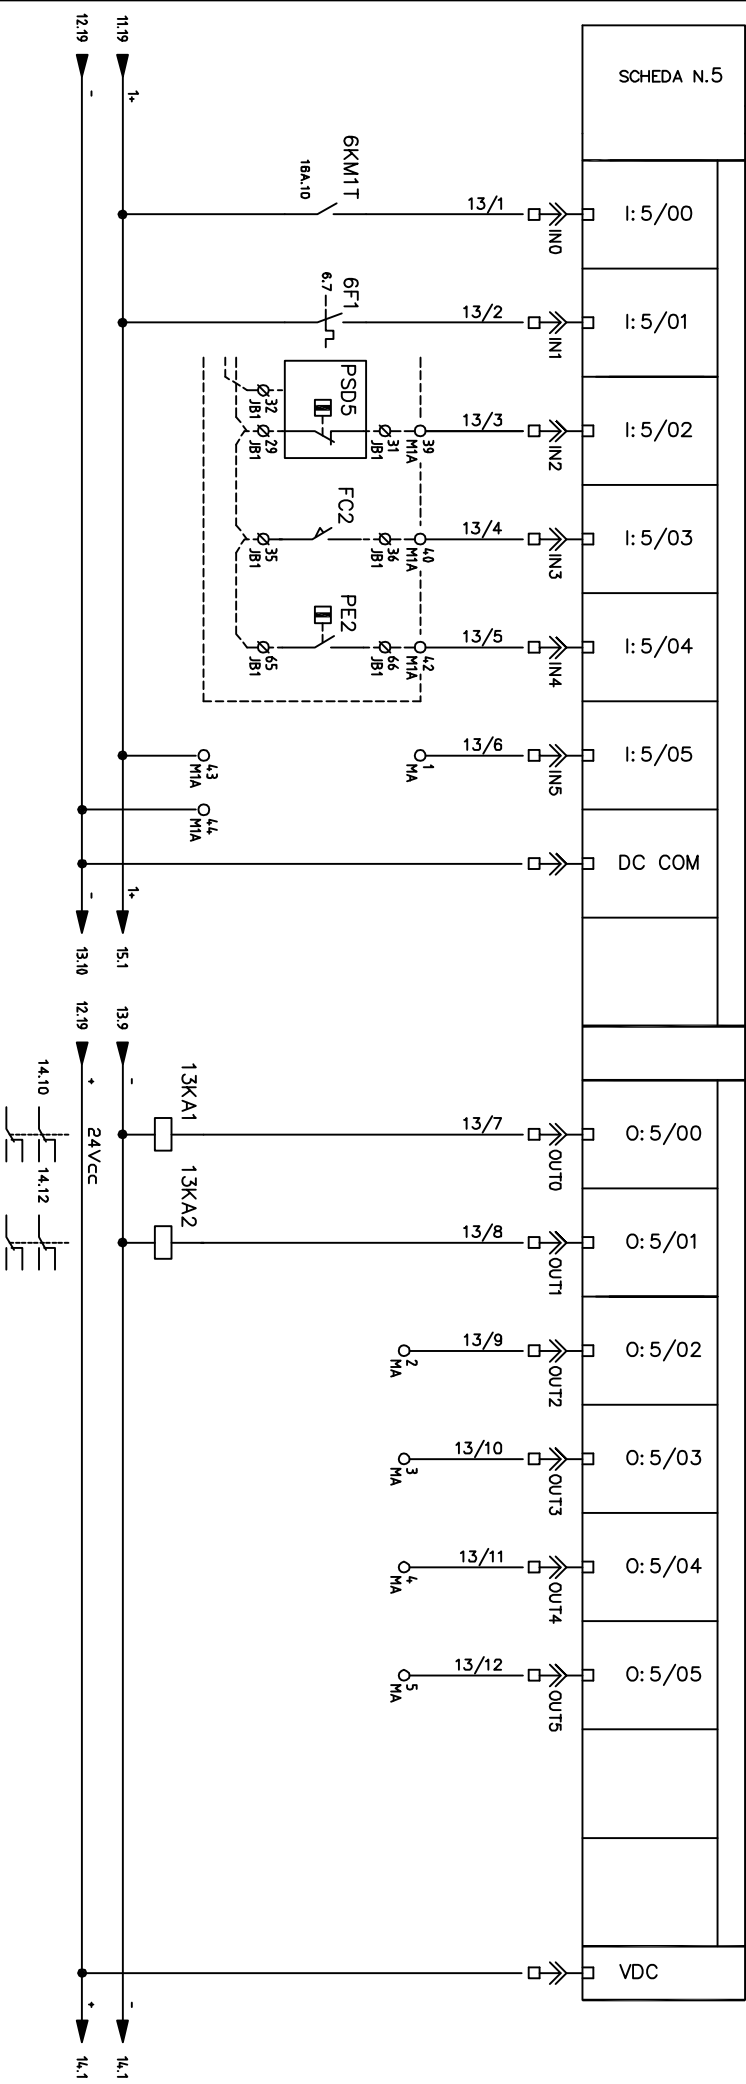 SCHEDA N.5
12.19
11.19
-
1+
6KM1T
16A.10
13/1
IN0
I:5/00
6F1
6.7
13/2
IN1
I:5/01
PSD5
32
JB1
29
JB1
31
JB1
39
M1A
13/3
IN2
I:5/02
FC2
35
JB1
36
JB1
40
M1A
13/4
IN3
I:5/03
PE2
65
JB1
66
JB1
42
M1A
13/5
IN4
I:5/04
43
M1A
1
MA
13/6
IN5
I:5/05
44
M1A
DC COM
-
1+
13.10
15.1
12.19
13.9
+
-
24Vcc
14.10
13KA1
13/7
OUT0
O:5/00
14.12
13KA2
13/8
OUT1
O:5/01
2
MA
13/9
OUT2
O:5/02
3
MA
13/10
OUT3
O:5/03
4
MA
13/11
OUT4
O:5/04
5
MA
13/12
OUT5
O:5/05
VDC
+
-
14.1
14.1